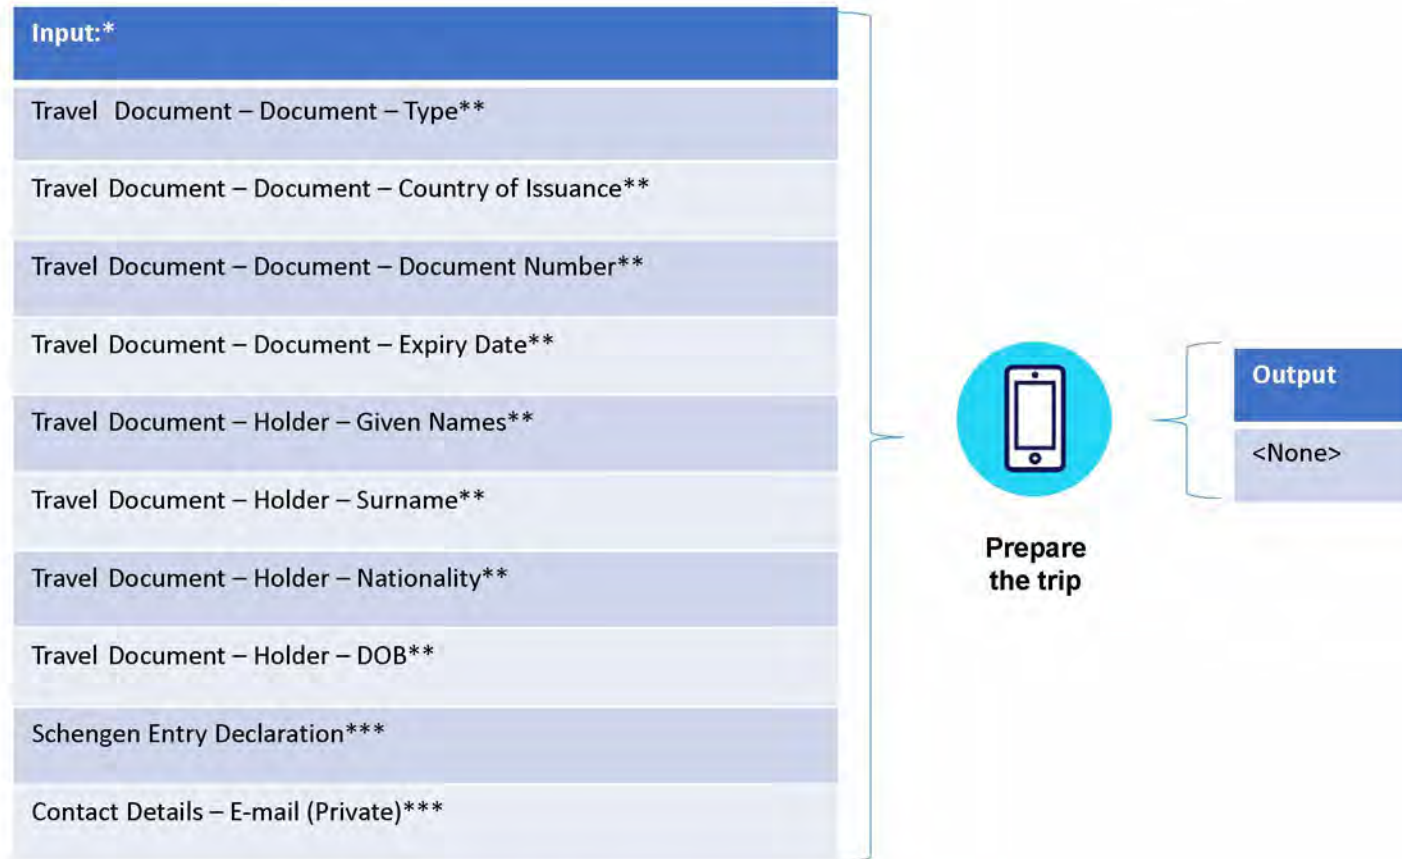 Input:*
Travel Document – Document – Type**
Travel Document – Document – Country of Issuance**
Travel Document – Document – Document Number**
Travel Document – Document – Expiry Date**
Travel Document – Holder – Given Names**
Travel Document – Holder – Surname**
Travel Document – Holder – Nationality**
Travel Document – Holder – DOB**
Schengen Entry Declaration***
Contact Details – E-mail (Private)***
Prepare
the trip
Output
<None>